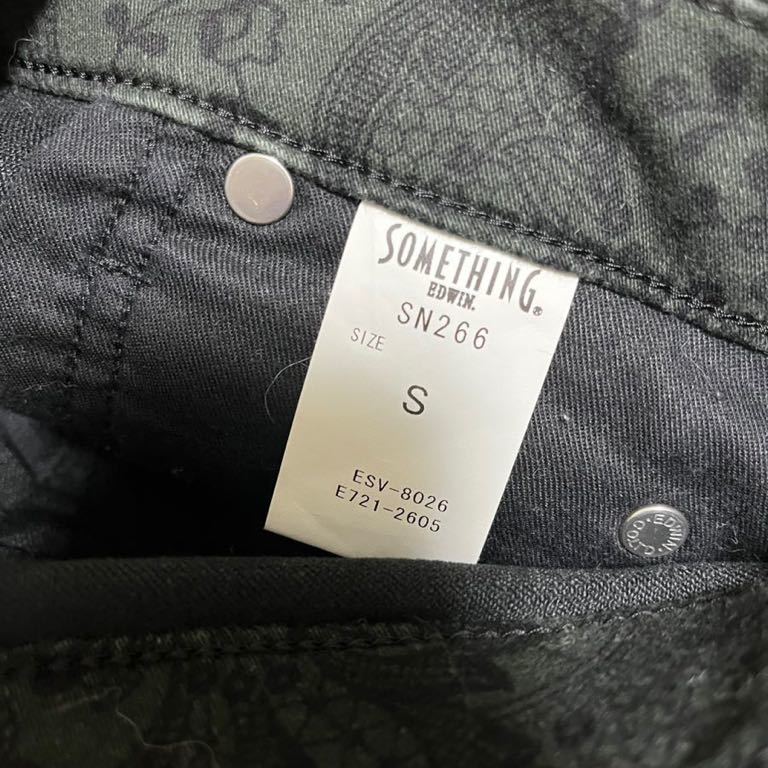 SOMETHING®
EDWIN.
SN266
SIZE
S
ESV-8026
E721-2605
EDWIN